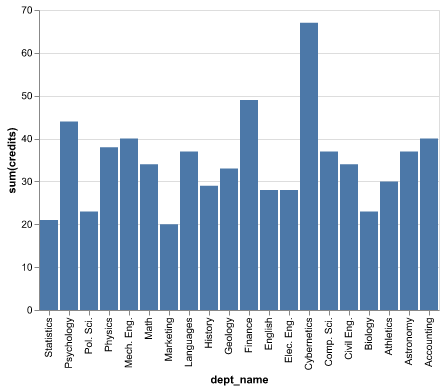 70
60
50
40
30
20
10
0
sum(credits)
Statistics
Psychology
Pol. Sci.
Physics
Mech. Eng.
Math
Marketing
Languages
History
Geology
Finance
English
Elec. Eng.
Cybernetics
Comp. Sci.
Civil Eng.
Biology
Athletics
Astronomy
Accounting
dept_name